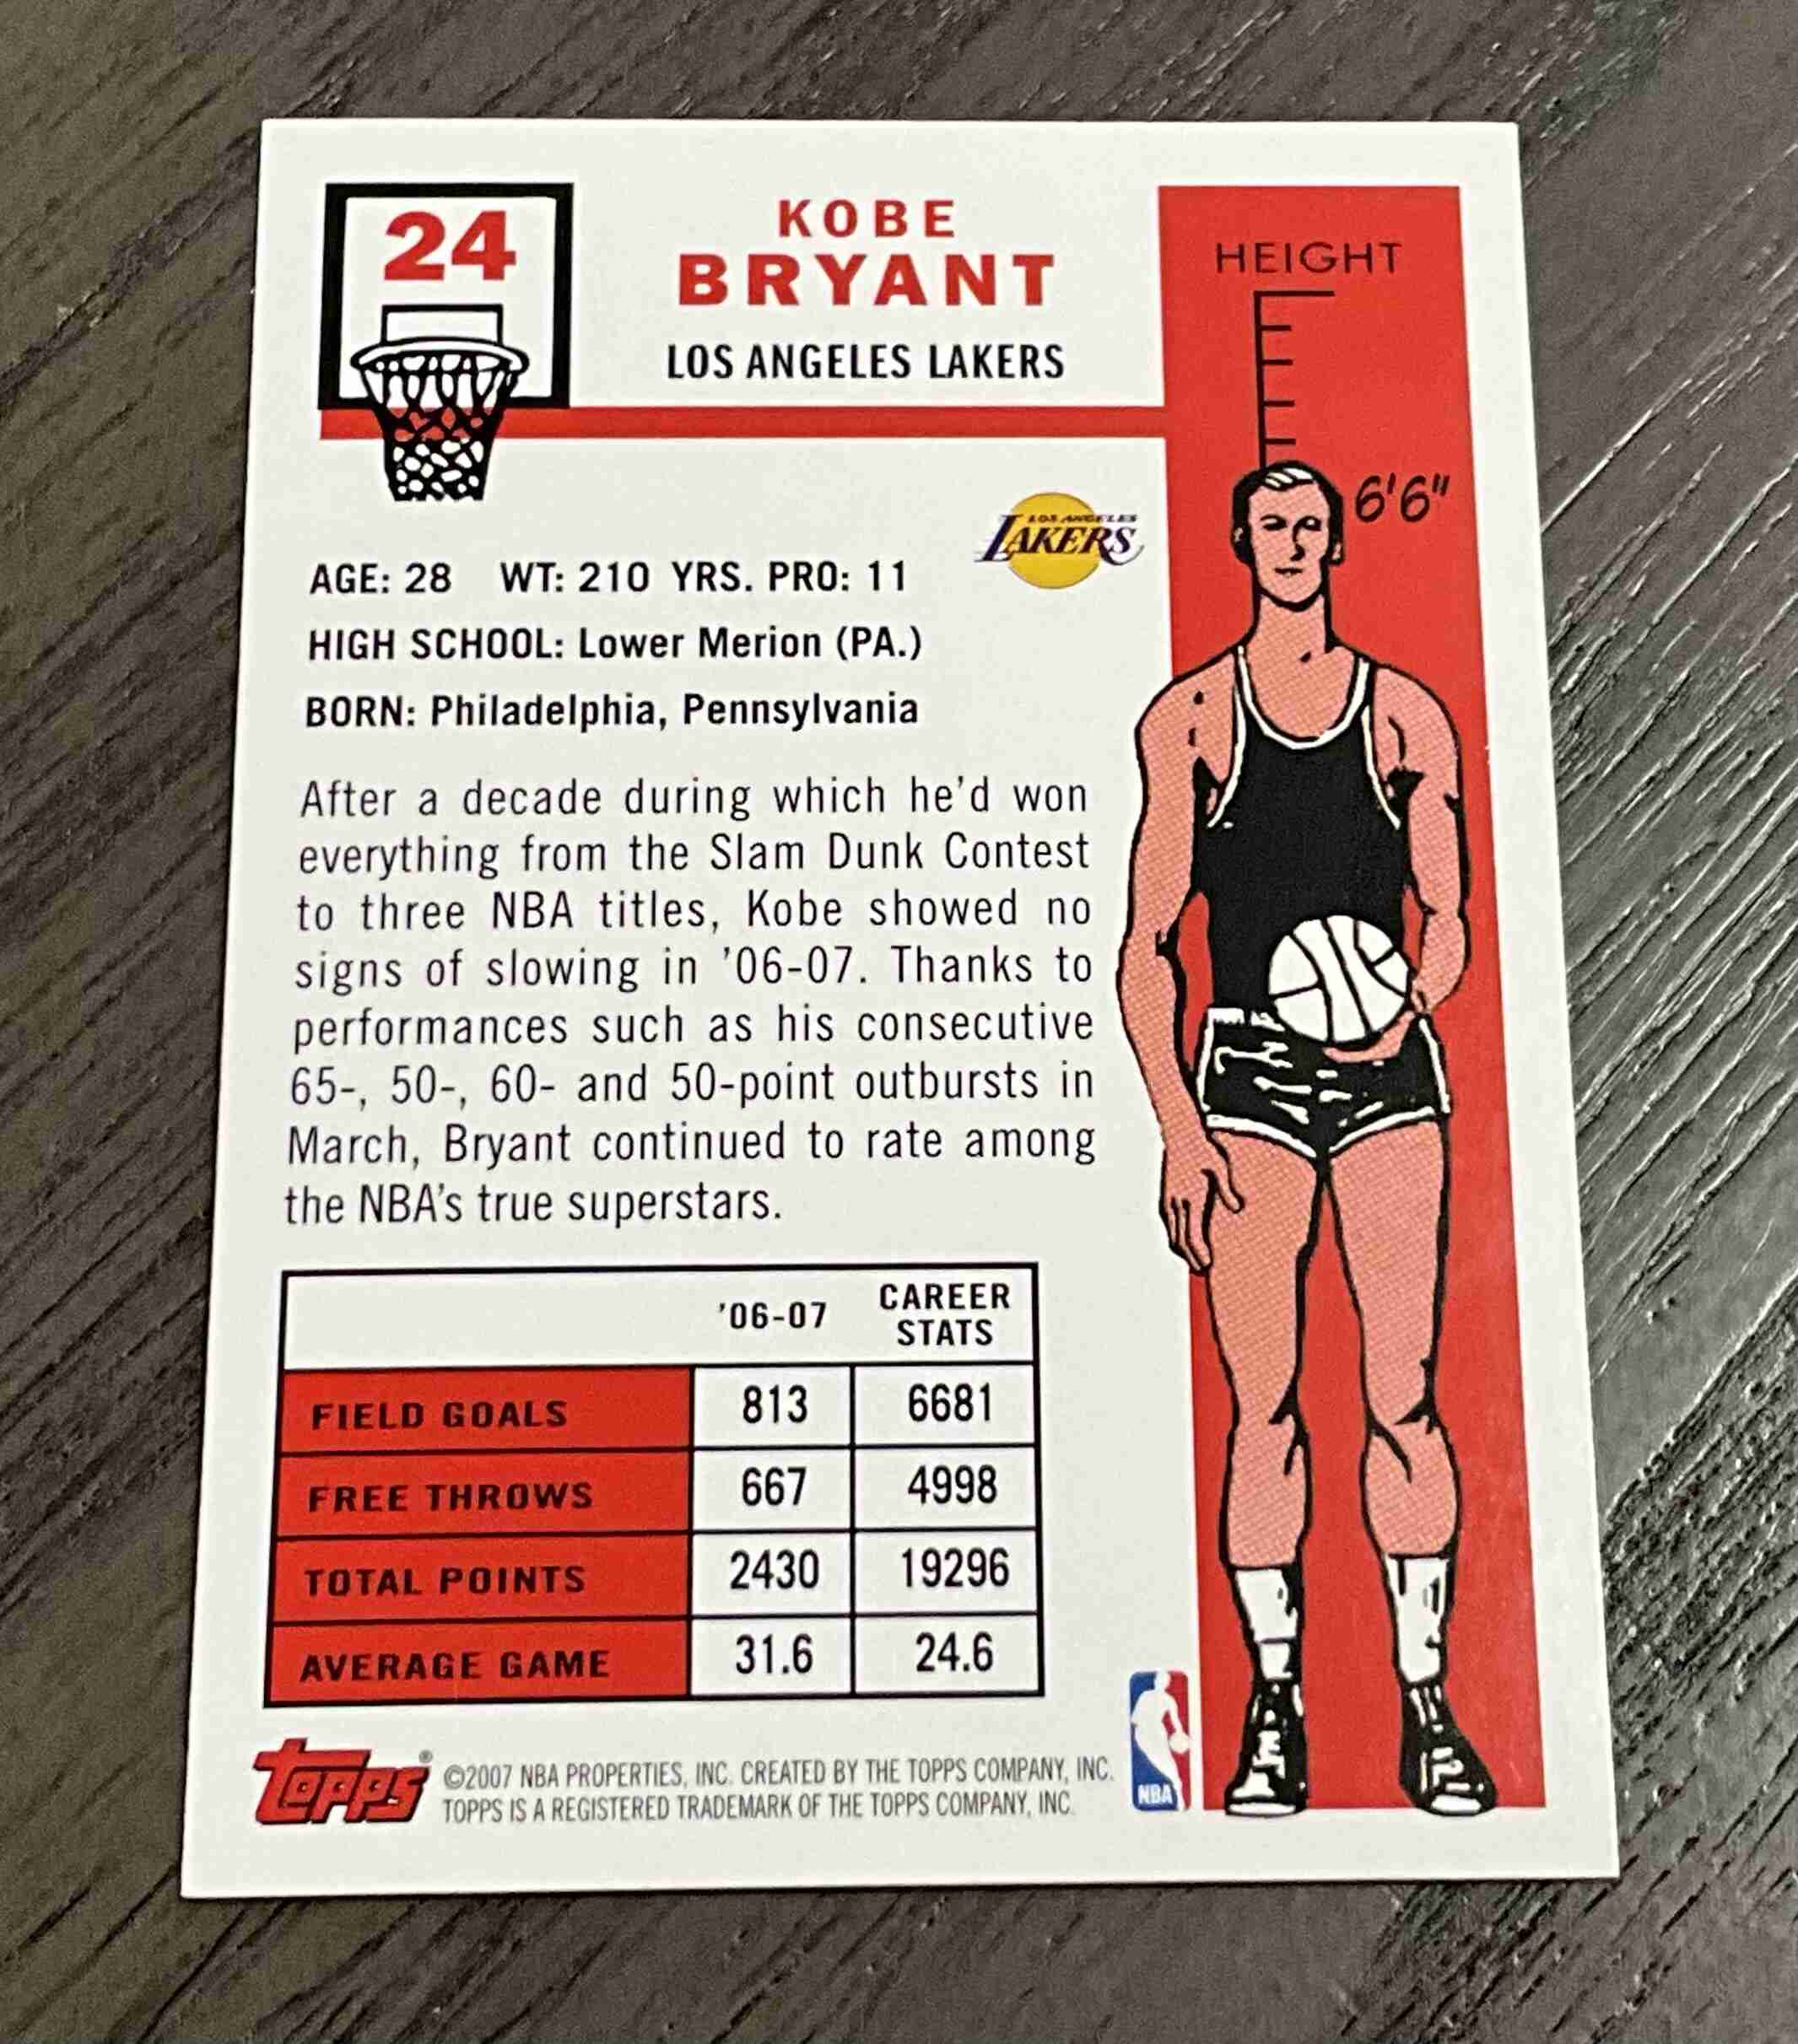 24
KOBE
BRYANT
LOS ANGELES LAKERS
HEIGHT
6'6"
LOS ANGELES
LAKERS
AGE: 28 WT: 210 YRS. PRO: 11
HIGH SCHOOL: Lower Merion (PA.)
BORN: Philadelphia, Pennsylvania
After a decade during which he'd won
everything from the Slam Dunk Contest
to three NBA titles, Kobe showed no
signs of slowing in '06-07. Thanks to
performances such as his consecutive
65-, 50-, 60- and 50-point outbursts in
March, Bryant continued to rate among
the NBA's true superstars.
'06-07 CAREER STATS
FIELD GOALS 813 6681
FREE THROWS 667 4998
TOTAL POINTS 2430 19296
AVERAGE GAME 31.6 24.6
Topps® ©2007 NBA PROPERTIES, INC. CREATED BY THE TOPPS COMPANY, INC.
TOPPS IS A REGISTERED TRADEMARK OF THE TOPPS COMPANY, INC.
NBA